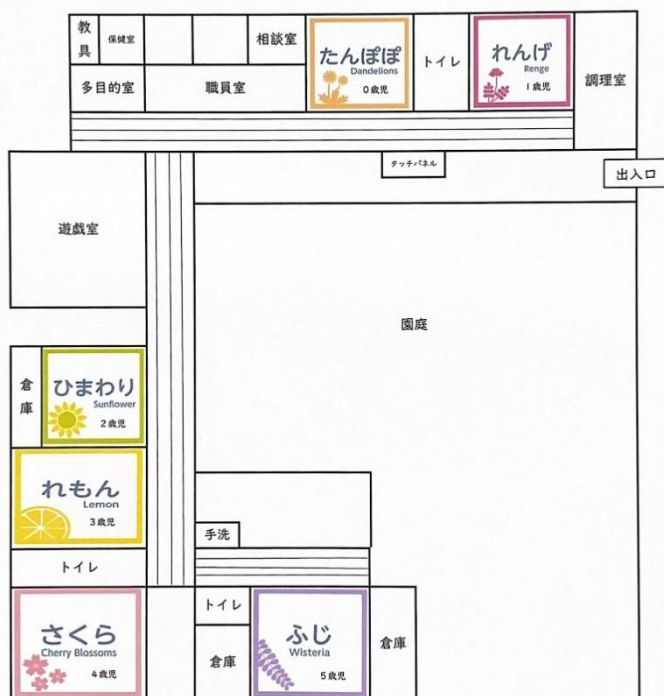 教具
保健室
相談室
たんぽぽ
Dandelions
0歳児
トイレ
れんげ
Renge
1歳児
調理室
多目的室
職員室
タッチパネル
出入口
遊戯室
園庭
倉庫
ひまわり
Sunflower
2歳児
れもん
Lemon
3歳児
手洗
トイレ
さくら
Cherry Blossoms
4歳児
トイレ
倉庫
ふじ
Wisteria
5歳児
倉庫